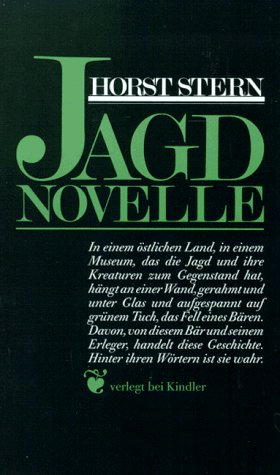 HORST STERN
JAGD
NOVELLE
In einem östlichen Land, in einem
Museum, das die Jagd und ihre
Kreaturen zum Gegenstand hat,
hängt an einer Wand, gerahmt und
unter Glas und aufgespannt auf
grünem Tuch, das Fell eines Bären.
Davon, von diesem Bär und seinem
Erleger, handelt diese Geschichte.
Hinter ihren Wörtern ist sie wahr.
verlegt bei Kindler